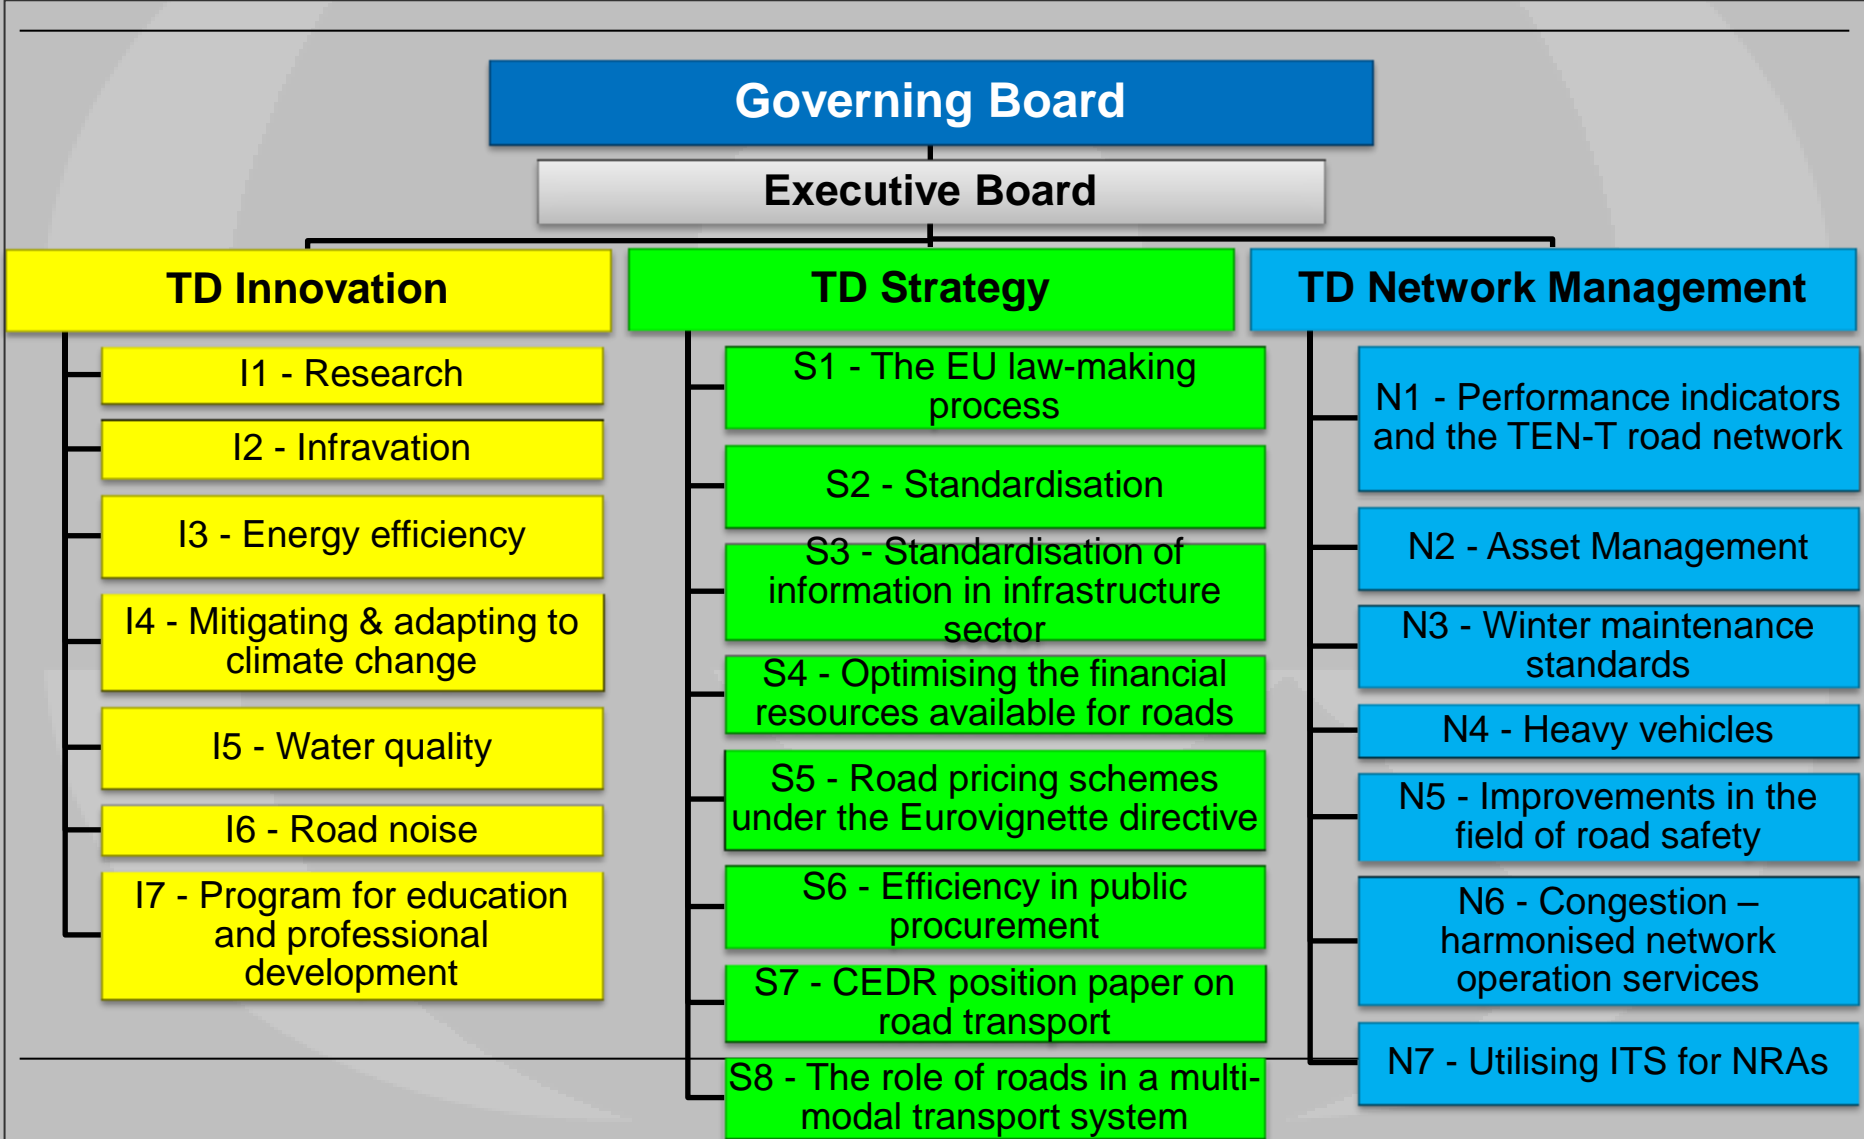 Governing Board
Executive Board
TD Innovation
I1 - Research
I2 - Infravation
I3 - Energy efficiency
I4 - Mitigating & adapting to
climate change
I5 - Water quality
I6 - Road noise
I7 - Program for education
and professional
development
TD Strategy
S1 - The EU law-making
process
S2 - Standardisation
S3 - Standardisation of
information in infrastructure
sector
S4 - Optimising the financial
resources available for roads
S5 - Road pricing schemes
under the Eurovignette directive
S6 - Efficiency in public
procurement
S7 - CEDR position paper on
road transport
S8 - The role of roads in a multi-
modal transport system
TD Network Management
N1 - Performance indicators
and the TEN-T road network
N2 - Asset Management
N3 - Winter maintenance
standards
N4 - Heavy vehicles
N5 - Improvements in the
field of road safety
N6 - Congestion –
harmonised network
operation services
N7 - Utilising ITS for NRAs